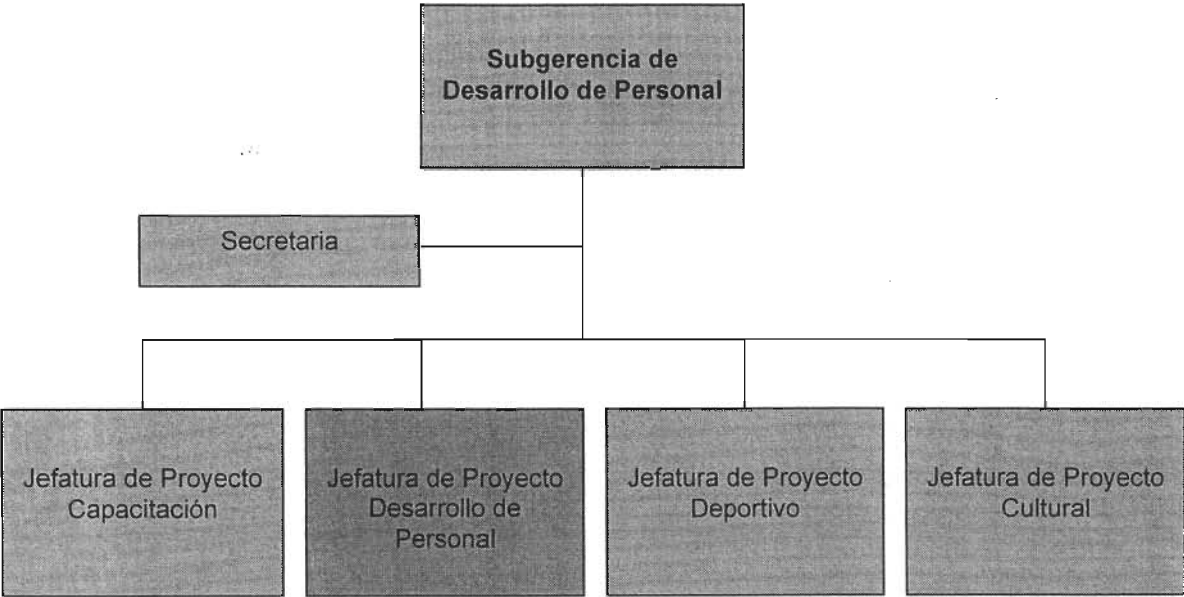 Subgerencia de
Desarrollo de Personal
Secretaria
Jefatura de Proyecto
Capacitación
Jefatura de Proyecto
Desarrollo de
Personal
Jefatura de Proyecto
Deportivo
Jefatura de Proyecto
Cultural